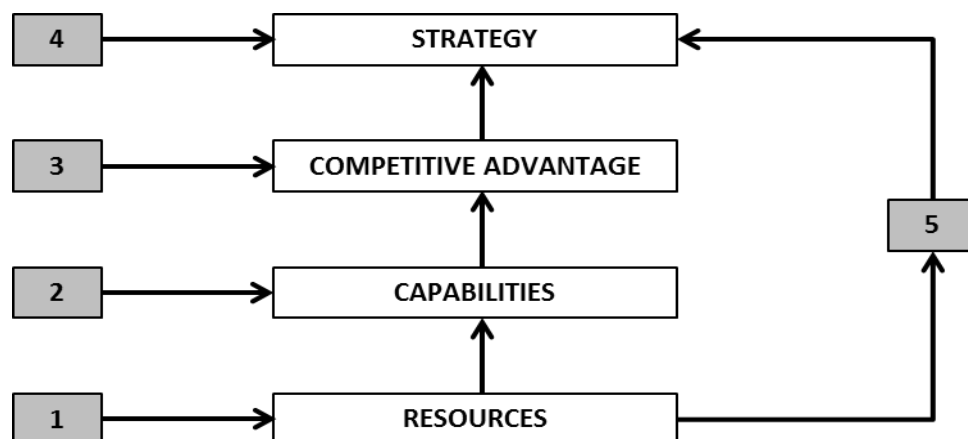 4
STRATEGY
3
COMPETITIVE ADVANTAGE
5
2
CAPABILITIES
1
RESOURCES